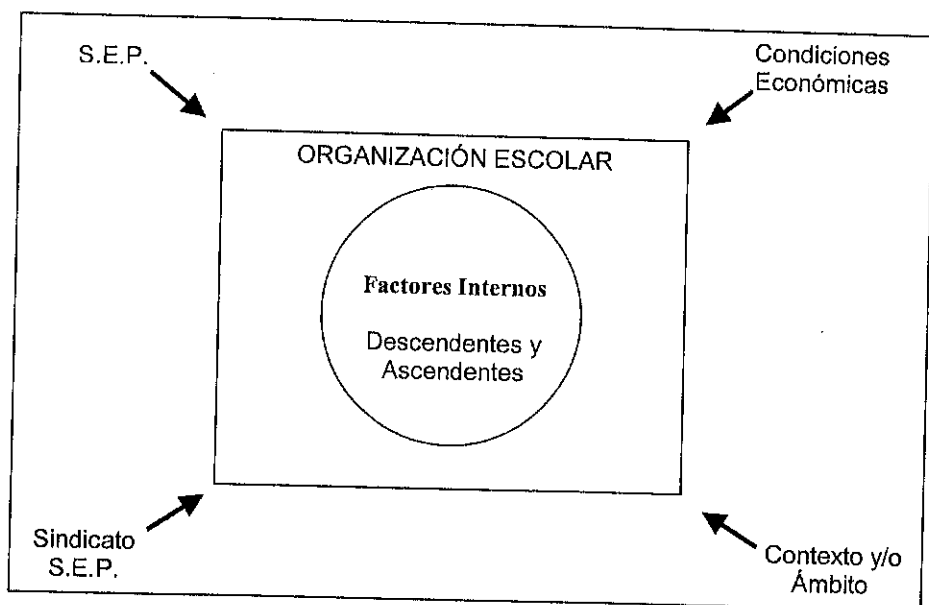 S.E.P.
Condiciones
Económicas
ORGANIZACIÓN ESCOLAR
Factores Internos
Descendentes y
Ascendentes
Sindicato
S.E.P.
Contexto y/o
Ámbito